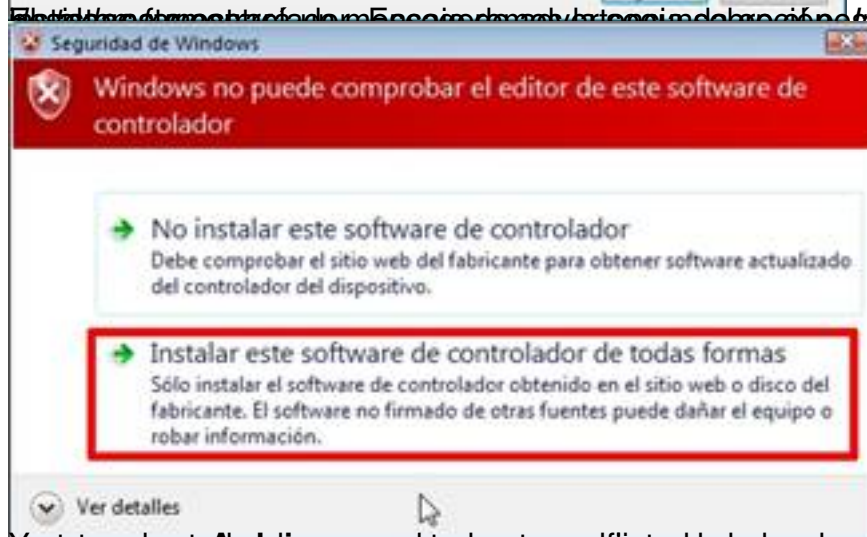 Seguridad de Windows
Windows no puede comprobar el editor de este software de
controlador
No instalar este software de controlador
Debe comprobar el sitio web del fabricante para obtener software actualizado
del controlador del dispositivo.
Instalar este software de controlador de todas formas
Sólo instalar el software de controlador obtenido en el sitio web o disco del
fabricante. El software no firmado de otras fuentes puede dañar el equipo o
robar información.
Ver detalles